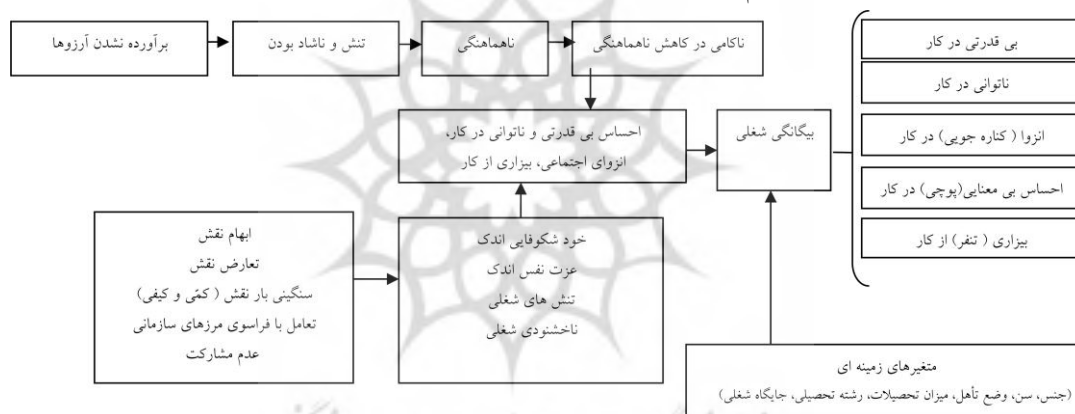 برآورده نشدن آرزوها
تنش و ناشاد بودن
ناهماهنگی
ناکامی در کاهش ناهماهنگی
احساس بی قدرتی و ناتوانی در کار،
انزوای اجتماعی، بیزاری از کار
بیگانگی شغلی
بی قدرتی در کار
ناتوانی در کار
انزوا ( کناره جویی) در کار
احساس بی معنایی(پوچی) در کار
بیزاری ( تنفر) از کار
ابهام نقش
تعارض نقش
سنگینی بار نقش ( کمّی و کیفی)
تعامل با فراسوی مرزهای سازمانی
عدم مشارکت
خود شکوفایی اندک
عزت نفس اندک
تنش های شغلی
ناخشنودی شغلی
متغیرهای زمینه ای
(جنس، سن، وضع تأهل، میزان تحصیلات، رشته تحصیلی، جایگاه شغلی)